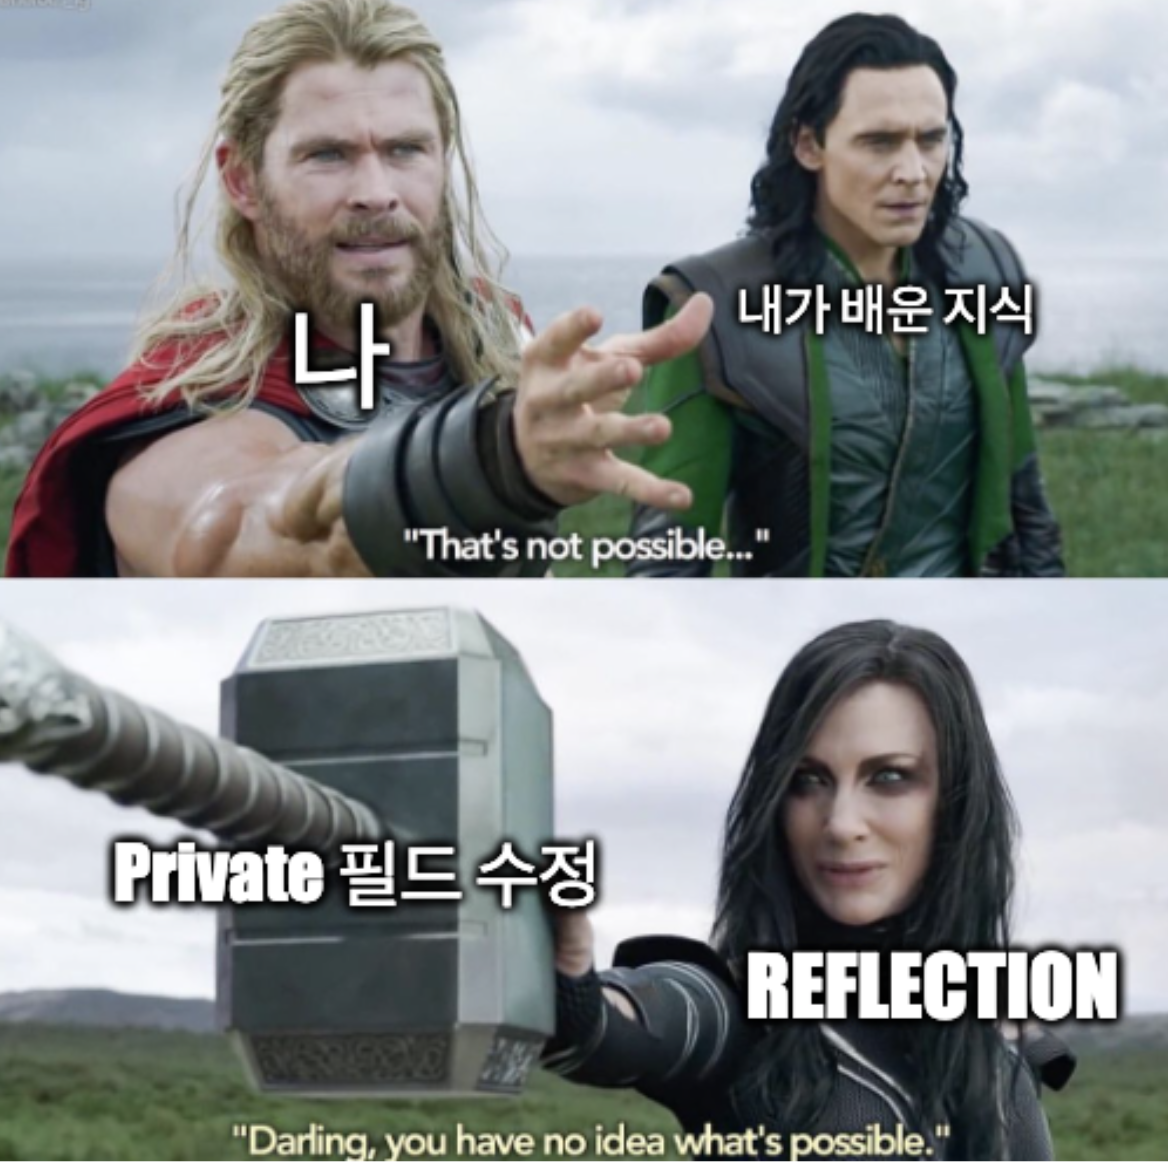 나
내가 배운 지식
"That's not possible..."
Private 필드 수정
REFLECTION
"Darling, you have no idea what's possible."